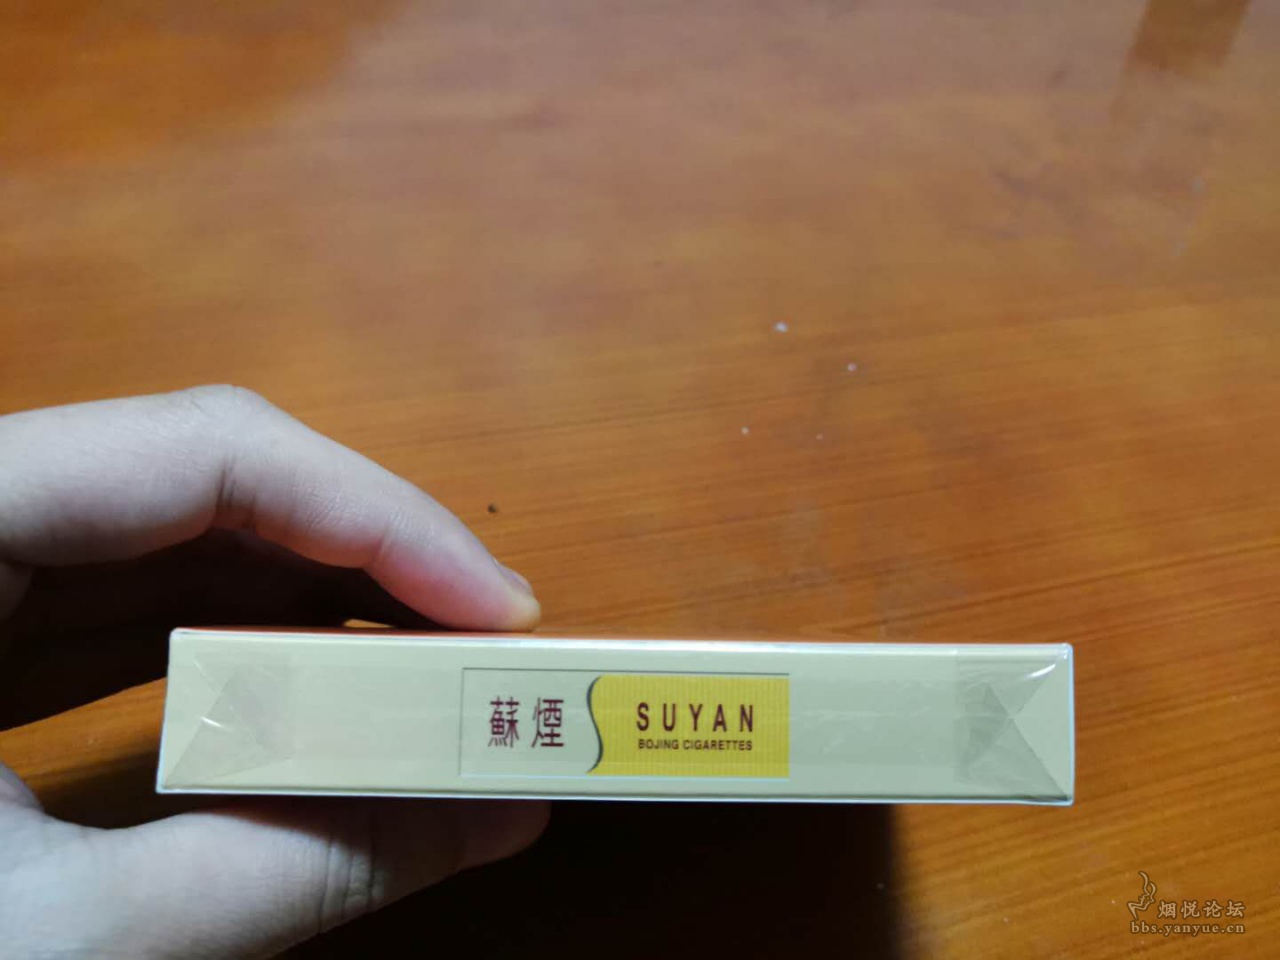 蘇煙
SUYAN
BOJING CIGARETTES
烟悦论坛
bbs.yanyue.cn